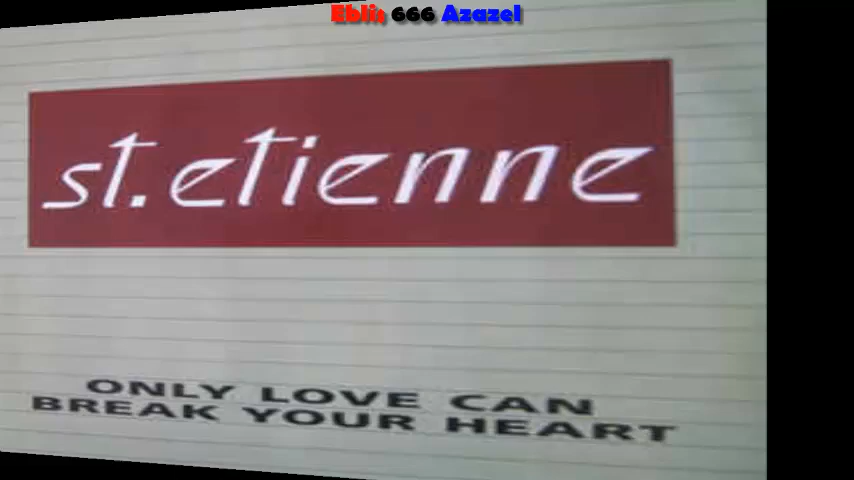 Eblis 666 Azazel
st.etienne
ONLY LOVE CAN
BREAK YOUR HEART